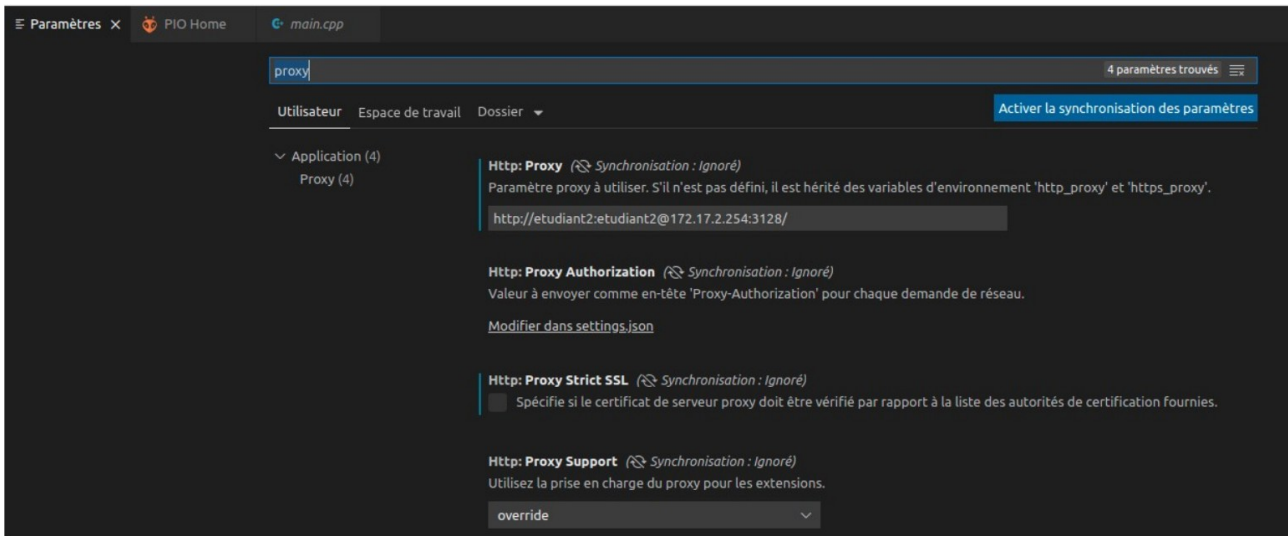 Paramètres
PIO Home
main.cpp
proxy
4 paramètres trouvés
Utilisateur
Espace de travail
Dossier
Activer la synchronisation des paramètres
Application (4)
Proxy (4)
Http: Proxy (Synchronisation : Ignoré)
Paramètre proxy à utiliser. S'il n'est pas défini, il est hérité des variables d'environnement 'http_proxy' et 'https_proxy'.
http://etudiant2:etudiant2@172.17.2.254:3128/
Http: Proxy Authorization (Synchronisation : Ignoré)
Valeur à envoyer comme en-tête 'Proxy-Authorization' pour chaque demande de réseau.
Modifier dans settings.json
Http: Proxy Strict SSL (Synchronisation : Ignoré)
Spécifie si le certificat de serveur proxy doit être vérifié par rapport à la liste des autorités de certification fournies.
Http: Proxy Support (Synchronisation : Ignoré)
Utilisez la prise en charge du proxy pour les extensions.
override